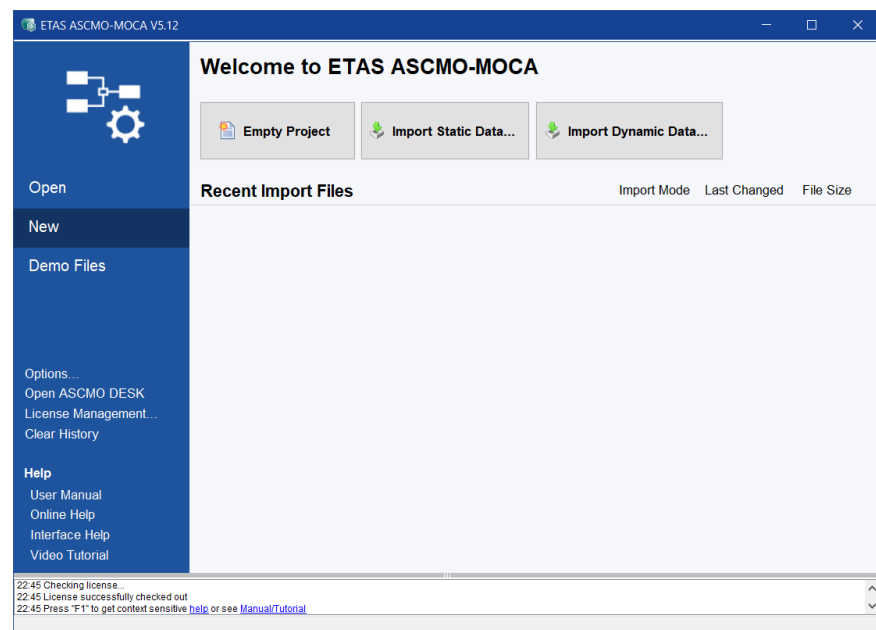 ETAS ASCMO-MOCA V5.12
Welcome to ETAS ASCMO-MOCA
Empty Project
Import Static Data...
Import Dynamic Data...
Open
New
Demo Files
Recent Import Files
Import Mode Last Changed File Size
Options...
Open ASCMO DESK
License Management...
Clear History
Help
User Manual
Online Help
Interface Help
Video Tutorial
22:45 Checking license...
22:45 License successfully checked out
22:45 Press "F1" to get context sensitive help or see Manual/Tutorial